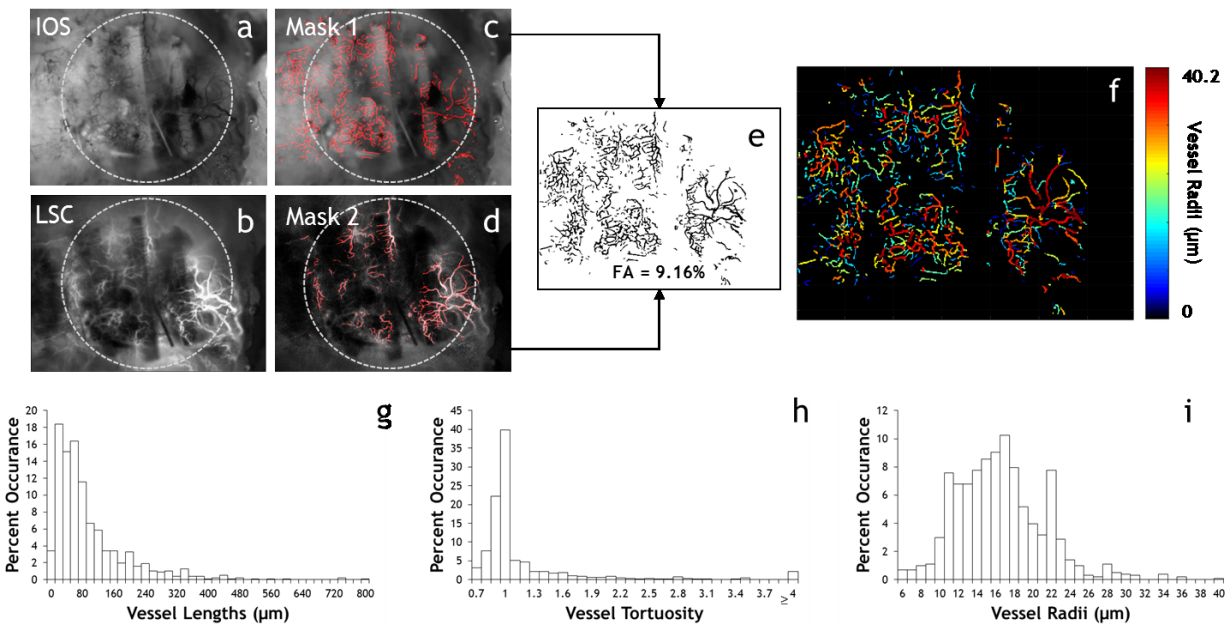 IOS
a
Mask 1
c
LSC
b
Mask 2
d
e
FA = 9.16%
f
40.2
Vessel Radii (µm)
0
g
Percent Occurance
20
18
16
14
12
10
8
6
4
2
0
0 80 160 240 320 400 480 560 640 720 800
Vessel Lengths (µm)
h
Percent Occurance
45
40
35
30
25
20
15
10
5
0
0.7 1 1.3 1.6 1.9 2.2 2.5 2.8 3.1 3.4 3.7 ≥ 4
Vessel Tortuosity
i
Percent Occurance
12
10
8
6
4
2
0
6 8 10 12 14 16 18 20 22 24 26 28 30 32 34 36 38 40
Vessel Radii (µm)